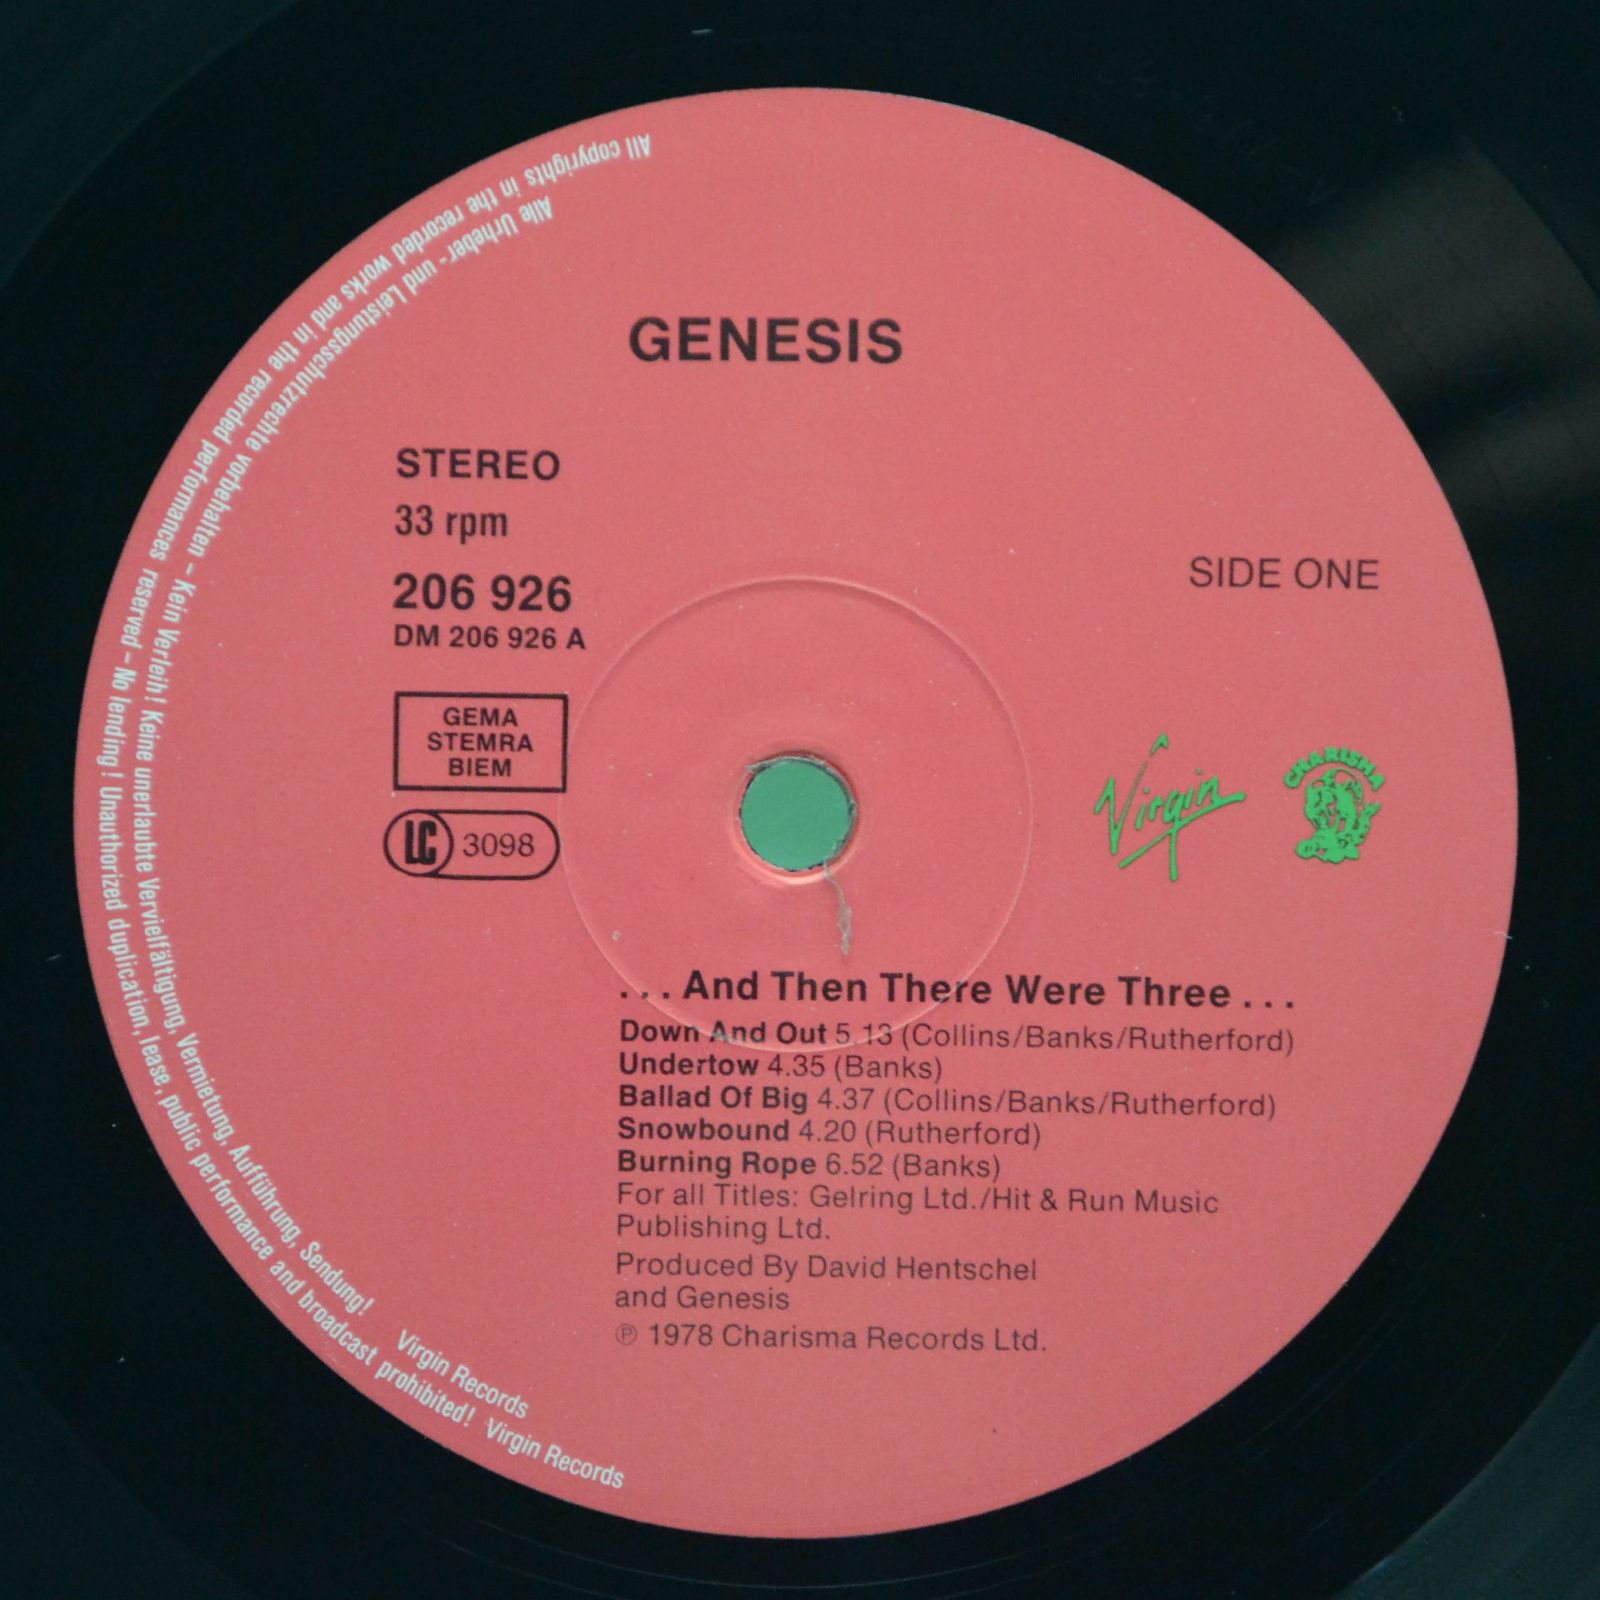 GENESIS
STEREO
33 rpm
206 926
DM 206 926 A
SIDE ONE
GEMA
STEMRA
BIEM
LC 3098
Virgin
CHARISMA
. . . And Then There Were Three . . .
Down And Out 5.13 (Collins/Banks/Rutherford)
Undertow 4.35 (Banks)
Ballad Of Big 4.37 (Collins/Banks/Rutherford)
Snowbound 4.20 (Rutherford)
Burning Rope 6.52 (Banks)
For all Titles: Gelring Ltd./Hit & Run Music
Publishing Ltd.
Produced By David Hentschel
and Genesis
℗ 1978 Charisma Records Ltd.
Alle Urheber- und Leistungsschutzrechte vorbehalten – Kein Verleih! Keine unerlaubte Vervielfältigung, Vermietung, Aufführung, Sendung! Virgin Records
All copyrights in the recorded works and in the recorded performances reserved – No lending! Unauthorized duplication, lease, public performance and broadcast prohibited! Virgin Records